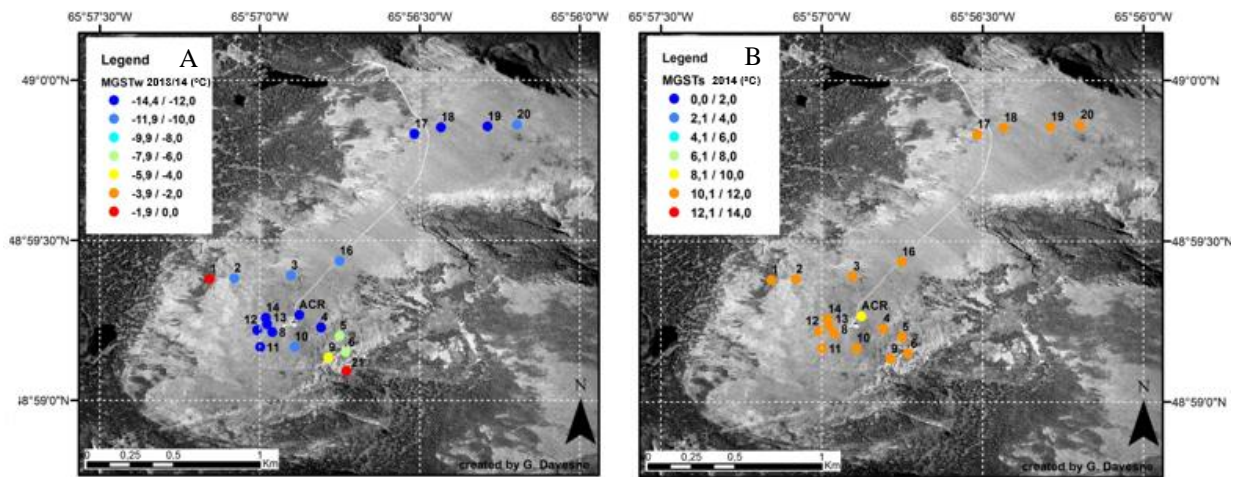 65°57'30"W 65°57'0"W 65°56'30"W 65°56'0"W
A
Legend
MGSTw 2013/14 (°C)
-14,4 / -12,0
-11,9 / -10,0
-9,9 / -8,0
-7,9 / -6,0
-5,9 / -4,0
-3,9 / -2,0
-1,9 / 0,0
49°0'0"N
48°59'30"N
48°59'0"N
17 18 19 20
16
1 2 3
14 ACR
12 13 8 4 5
11 10 9 6
21
N
0 0,25 0,5 1
Km
created by G. Davesne
65°57'30"W 65°57'0"W 65°56'30"W 65°56'0"W
B
Legend
MGSTs 2014 (°C)
0,0 / 2,0
2,1 / 4,0
4,1 / 6,0
6,1 / 8,0
8,1 / 10,0
10,1 / 12,0
12,1 / 14,0
49°0'0"N
48°59'30"N
48°59'0"N
17 18 19 20
16
1 2 3
14 ACR
12 13 8 4 5
11 10 9 6
N
0 0,25 0,5 1
Km
created by G. Davesne